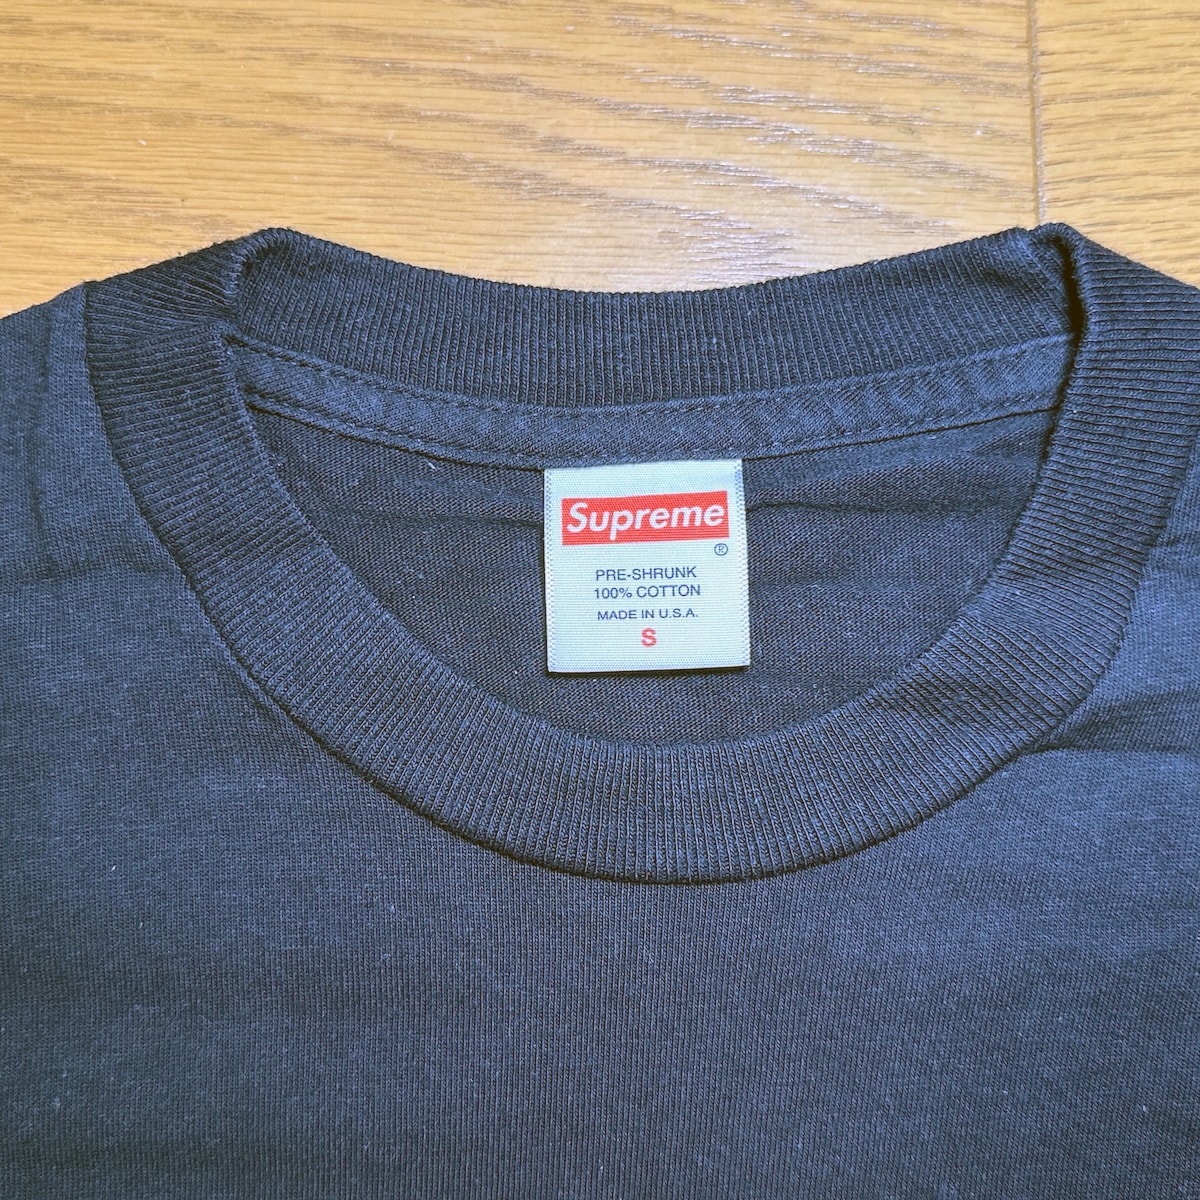 Supreme
®
PRE-SHRUNK
100% COTTON
MADE IN U.S.A.
S